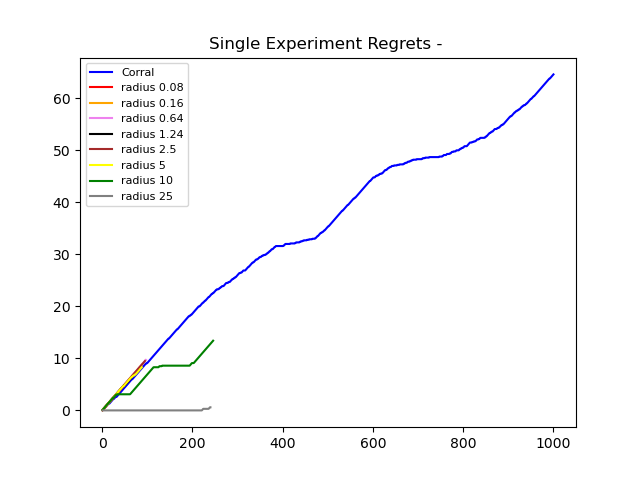 Single Experiment Regrets -
Corral
radius 0.08
radius 0.16
radius 0.64
radius 1.24
radius 2.5
radius 5
radius 10
radius 25
60
50
40
30
20
10
0
0 200 400 600 800 1000